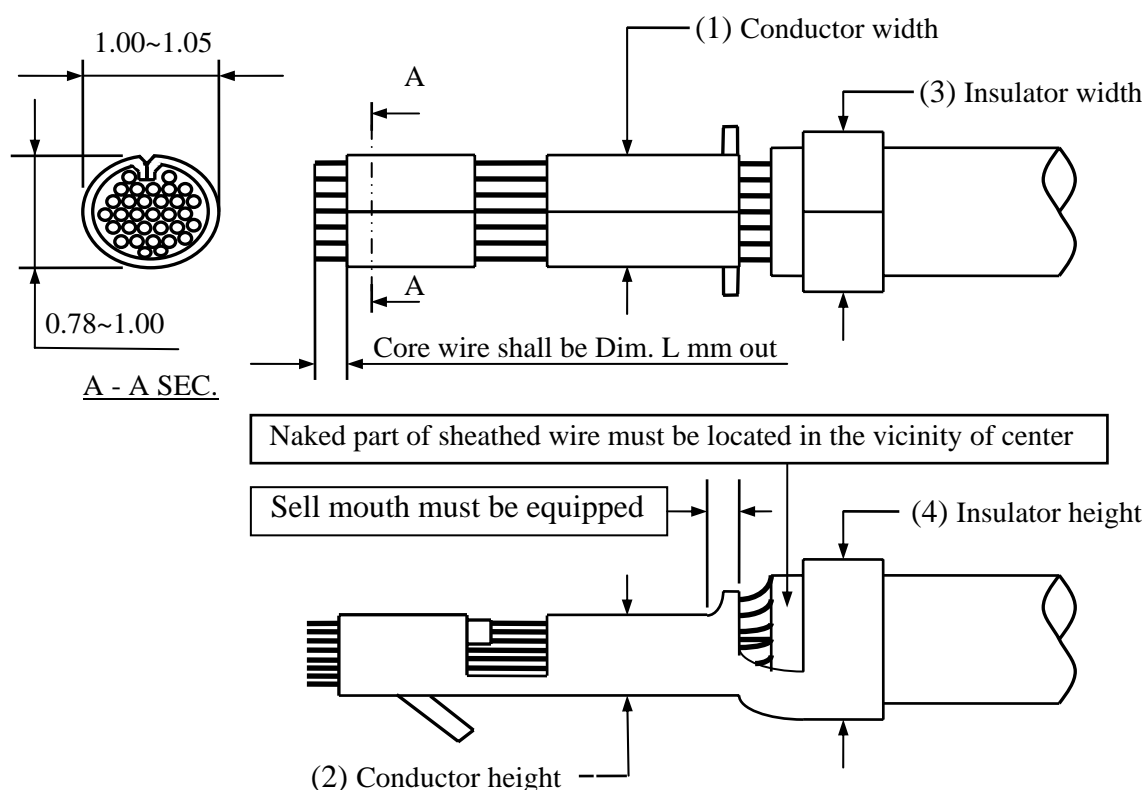 1.00~1.05
(1) Conductor width
(3) Insulator width
A
A
0.78~1.00
Core wire shall be Dim. L mm out
A - A SEC.
Naked part of sheathed wire must be located in the vicinity of center
Sell mouth must be equipped
(4) Insulator height
(2) Conductor height